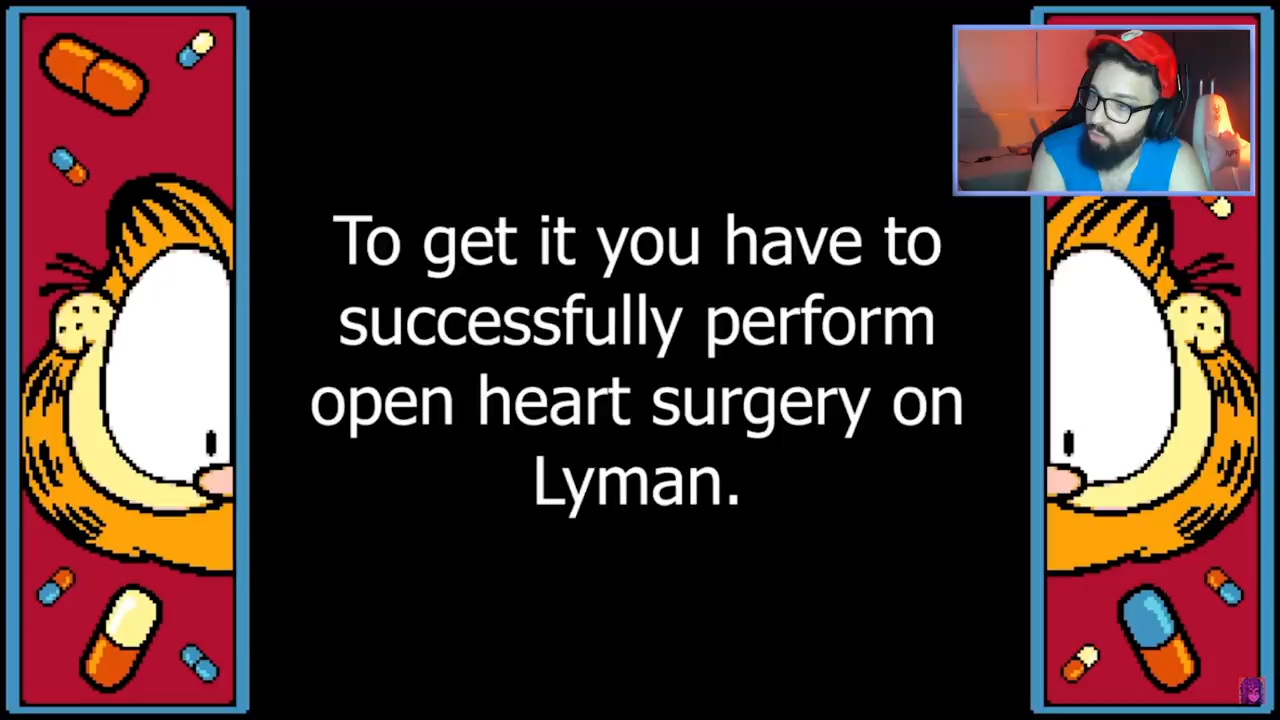 To get it you have to
successfully perform
open heart surgery on
Lyman.